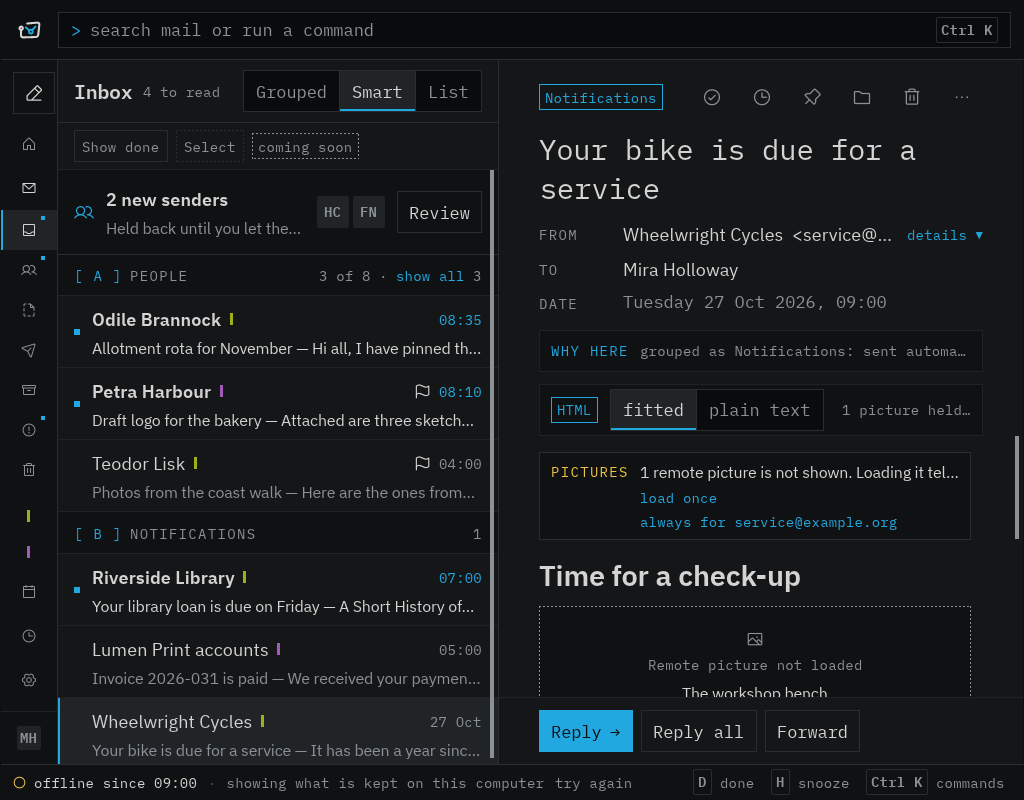 > search mail or run a command
Ctrl K
Inbox 4 to read
Grouped Smart List
Show done Select coming soon
2 new senders
Held back until you let the...
HC FN Review
[ A ] PEOPLE 3 of 8 · show all 3
Odile Brannock 08:35
Allotment rota for November — Hi all, I have pinned th...
Petra Harbour 08:10
Draft logo for the bakery — Attached are three sketch...
Teodor Lisk 04:00
Photos from the coast walk — Here are the ones from...
[ B ] NOTIFICATIONS 1
Riverside Library 07:00
Your library loan is due on Friday — A Short History of...
Lumen Print accounts 05:00
Invoice 2026-031 is paid — We received your paymen...
Wheelwright Cycles 27 Oct
Your bike is due for a service — It has been a year sinc...
MH
Notifications ...
Your bike is due for a
service
FROM Wheelwright Cycles <service@... details ▼
TO Mira Holloway
DATE Tuesday 27 Oct 2026, 09:00
WHY HERE grouped as Notifications: sent automa...
HTML fitted plain text 1 picture held...
PICTURES 1 remote picture is not shown. Loading it tel...
load once
always for service@example.org
Time for a check-up
Remote picture not loaded
The workshop bench
Reply → Reply all Forward
offline since 09:00 · showing what is kept on this computer try again
D done H snooze Ctrl K commands